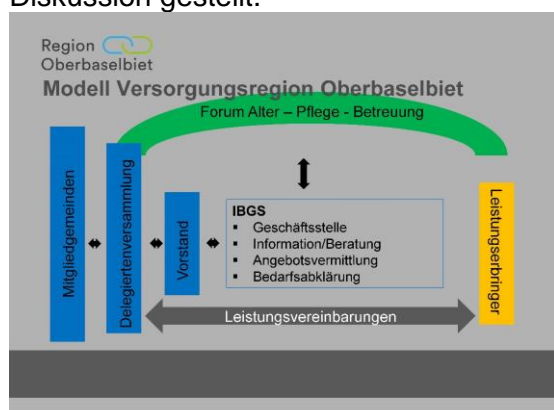 Diskussion gestellt.
Region
Oberbaselbiet
Modell Versorgungsregion Oberbaselbiet
Forum Alter – Pflege - Betreuung
Mitgliedgemeinden
Delegiertenversammlung
Vorstand
IBGS
▪ Geschäftsstelle
▪ Information/Beratung
▪ Angebotsvermittlung
▪ Bedarfsabklärung
Leistungserbringer
Leistungsvereinbarungen